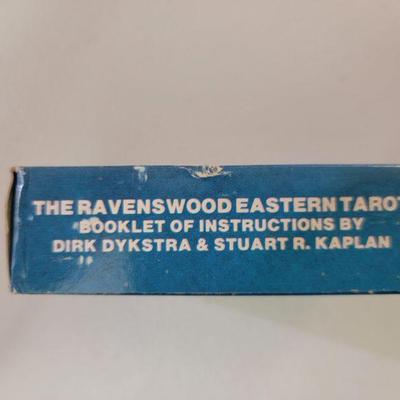 THE RAVENSWOOD EASTERN TAROT
BOOKLET OF INSTRUCTIONS BY
DIRK DYKSTRA & STUART R. KAPLAN